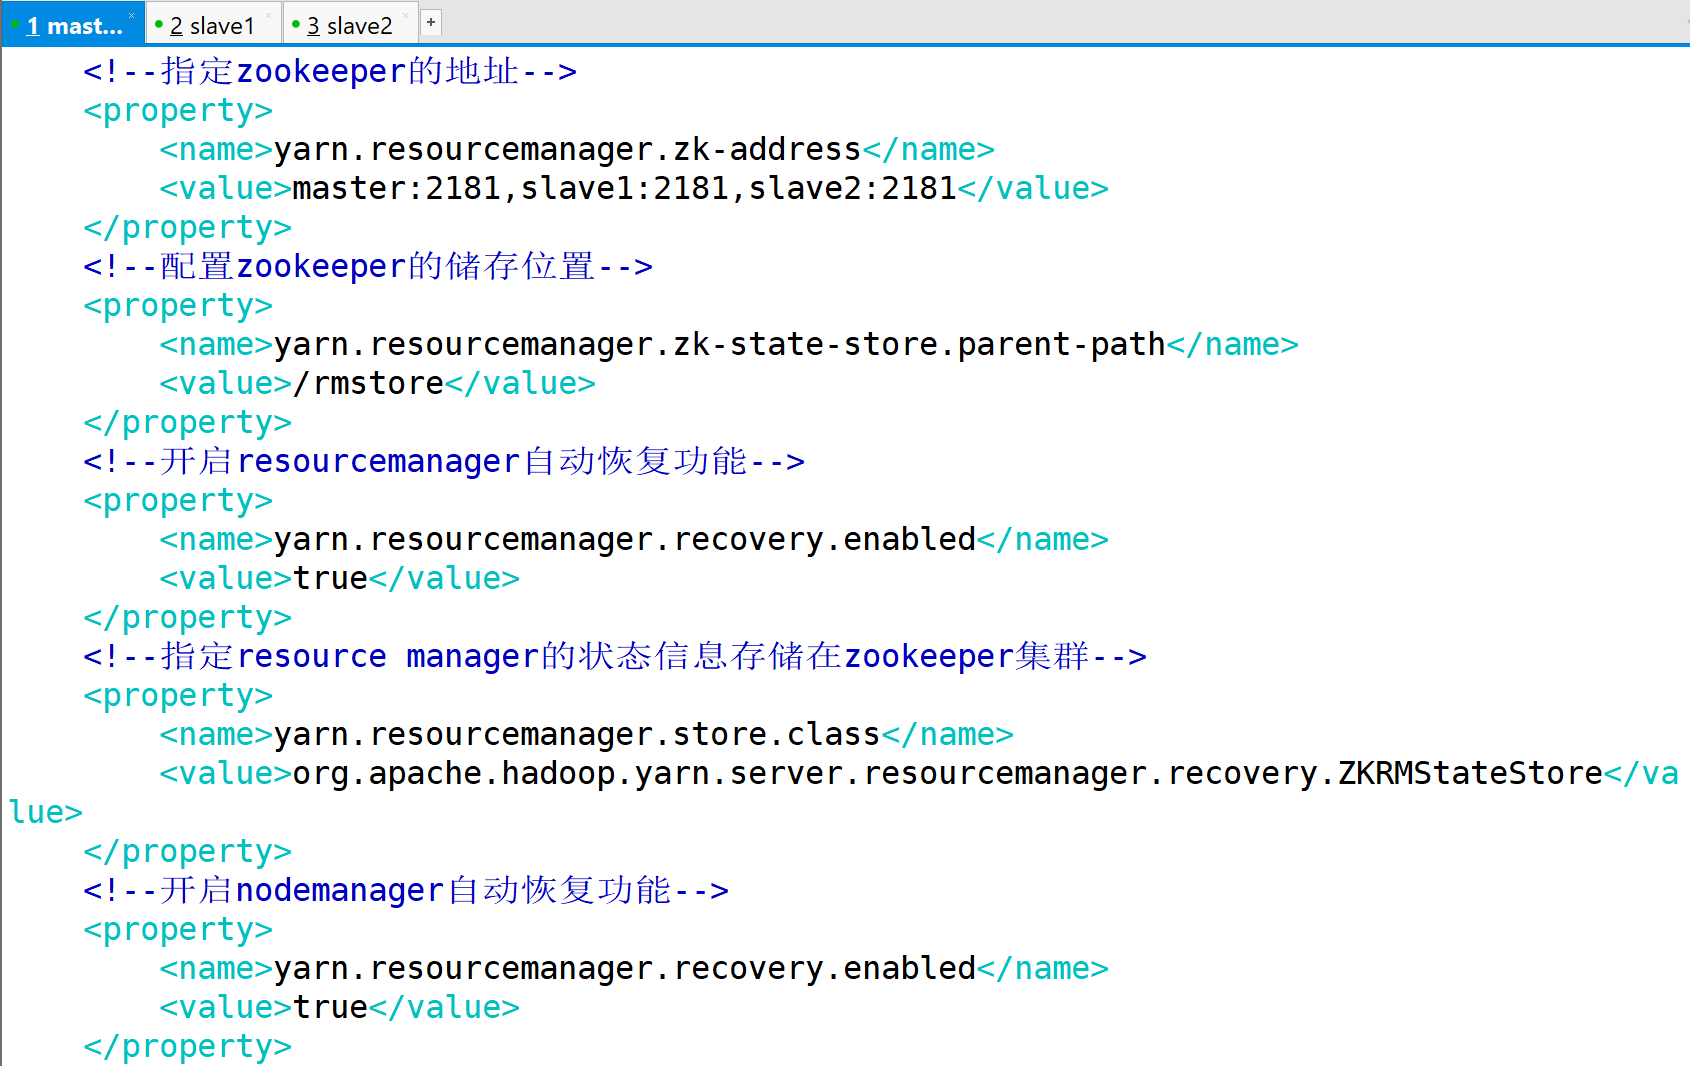 1 mast...
2 slave1
3 slave2
+
<!--指定zookeeper的地址-->
<property>
<name>yarn.resourcemanager.zk-address</name>
<value>master:2181,slave1:2181,slave2:2181</value>
</property>
<!--配置zookeeper的储存位置-->
<property>
<name>yarn.resourcemanager.zk-state-store.parent-path</name>
<value>/rmstore</value>
</property>
<!--开启resourcemanager自动恢复功能-->
<property>
<name>yarn.resourcemanager.recovery.enabled</name>
<value>true</value>
</property>
<!--指定resource manager的状态信息存储在zookeeper集群-->
<property>
<name>yarn.resourcemanager.store.class</name>
<value>org.apache.hadoop.yarn.server.resourcemanager.recovery.ZKRMStateStore</va
lue>
</property>
<!--开启nodemanager自动恢复功能-->
<property>
<name>yarn.resourcemanager.recovery.enabled</name>
<value>true</value>
</property>